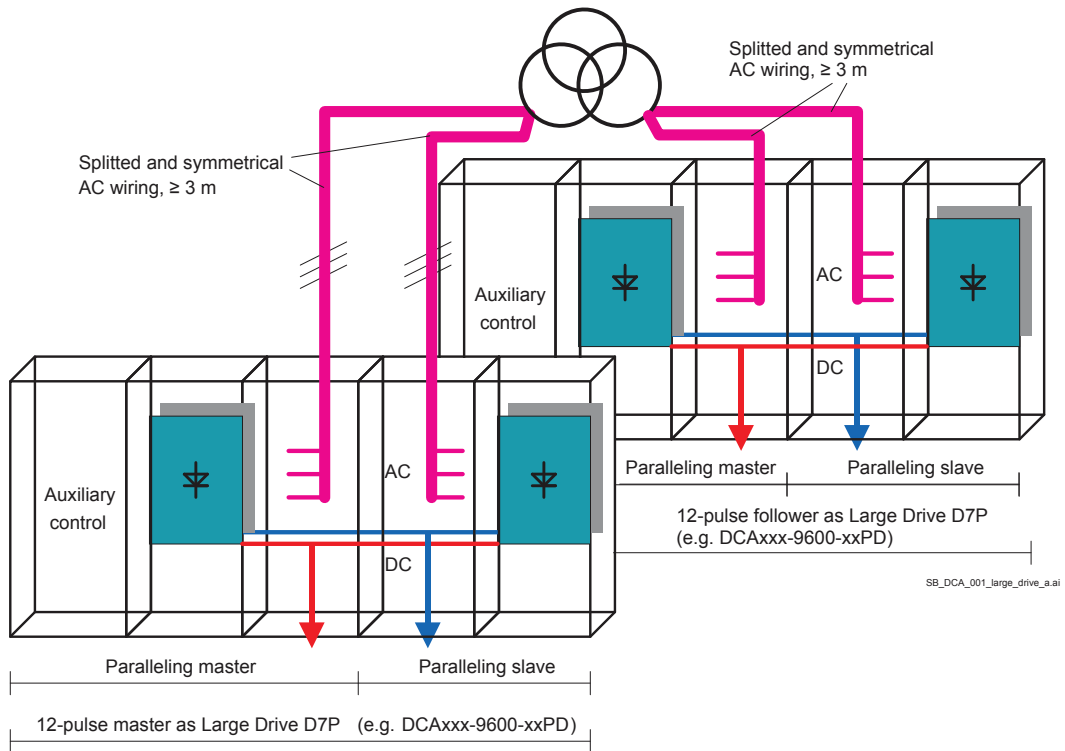 Splitted and symmetrical
AC wiring, ≥ 3 m
Splitted and symmetrical
AC wiring, ≥ 3 m
Auxiliary
control
AC
DC
Paralleling master
Paralleling slave
12-pulse follower as Large Drive D7P
(e.g. DCAxxx-9600-xxPD)
SB_DCA_001_large_drive_a.ai
Auxiliary
control
AC
DC
Paralleling master
Paralleling slave
12-pulse master as Large Drive D7P (e.g. DCAxxx-9600-xxPD)